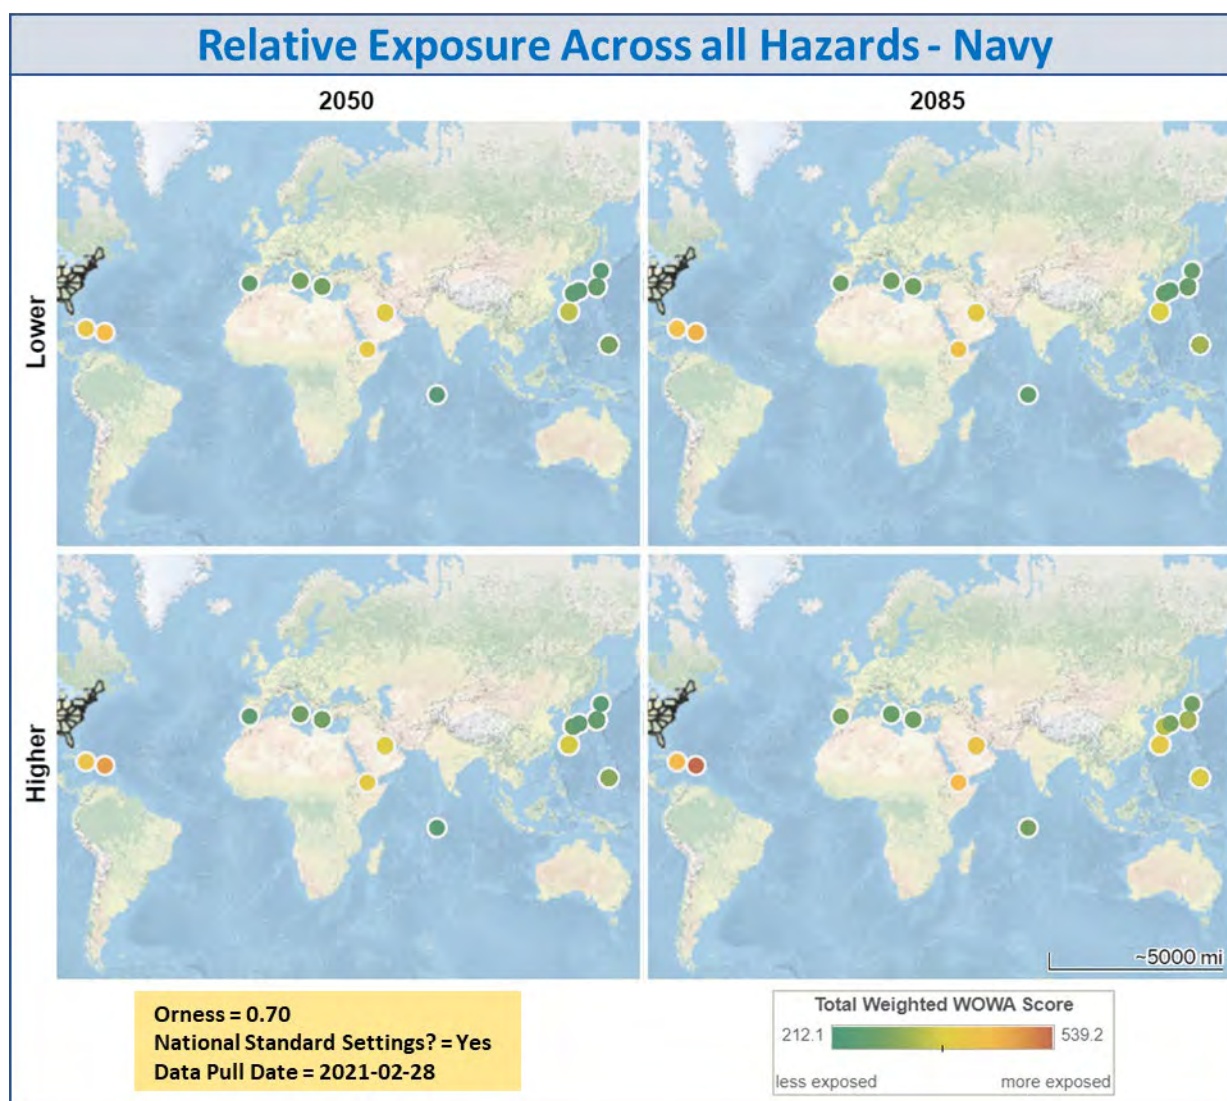 Relative Exposure Across all Hazards - Navy
2050
2085
Lower
Higher
~5000 mi
Orness = 0.70
National Standard Settings? = Yes
Data Pull Date = 2021-02-28
Total Weighted WOWA Score
212.1
539.2
less exposed
more exposed